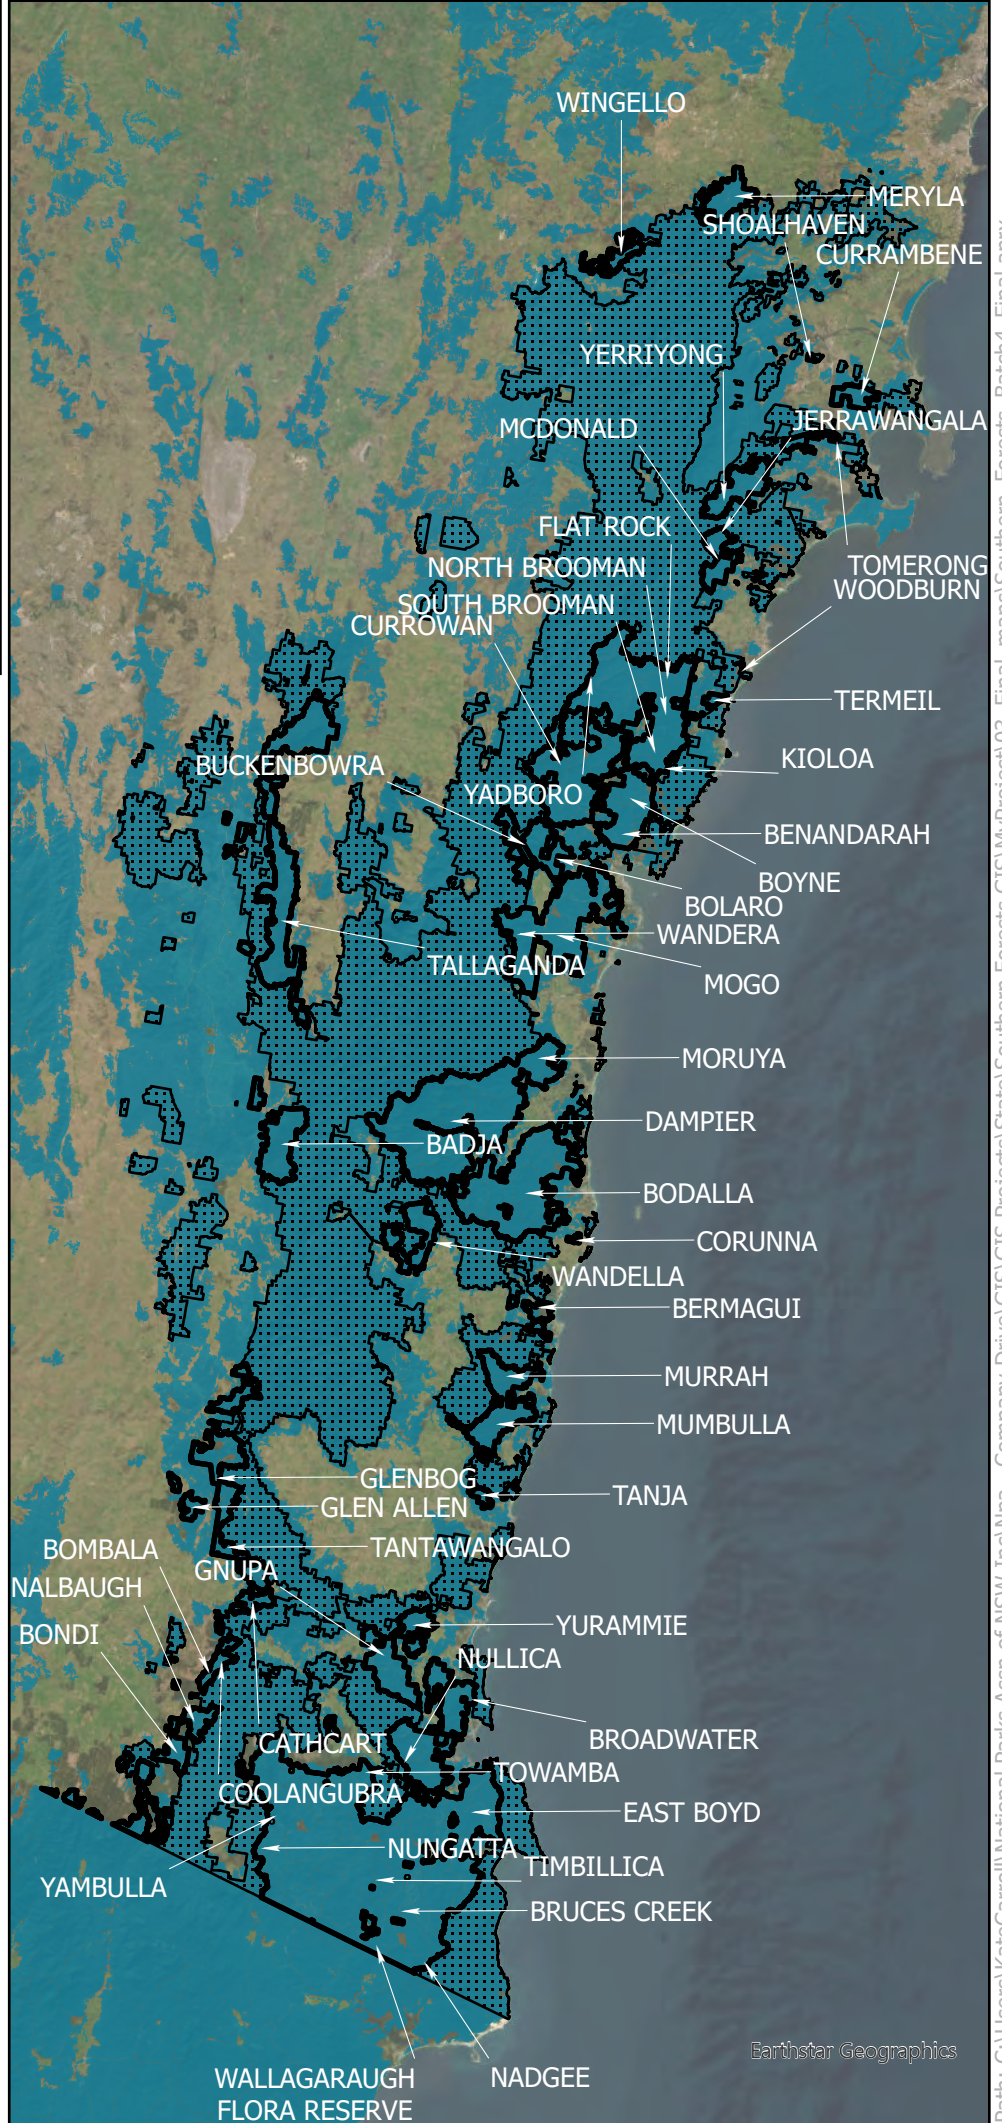 WINGELLO
MERYLA
SHOALHAVEN
CURRAMBENE
YERRIYONG
JERRAWANGALA
MCDONALD
FLAT ROCK
TOMERONG
NORTH BROOMAN
WOODBURN
SOUTH BROOMAN
CURROWAN
TERMEIL
KIOLOA
BUCKENBOWRA
YADBORO
BENANDARAH
BOYNE
BOLARO
WANDERA
TALLAGANDA
MOGO
MORUYA
DAMPIER
BADJA
BODALLA
CORUNNA
WANDELLA
BERMAGUI
MURRAH
MUMBULLA
GLENBOG
TANJA
GLEN ALLEN
TANTAWANGALO
BOMBALA
GNUPA
NALBAUGH
YURAMMIE
BONDI
NULLICA
BROADWATER
CATHCART
TOWAMBA
COOLANGUBRA
EAST BOYD
NUNGATTA
TIMBILLICA
YAMBULLA
BRUCES CREEK
Earthstar Geographics
WALLAGARAUGH
FLORA RESERVE
NADGEE